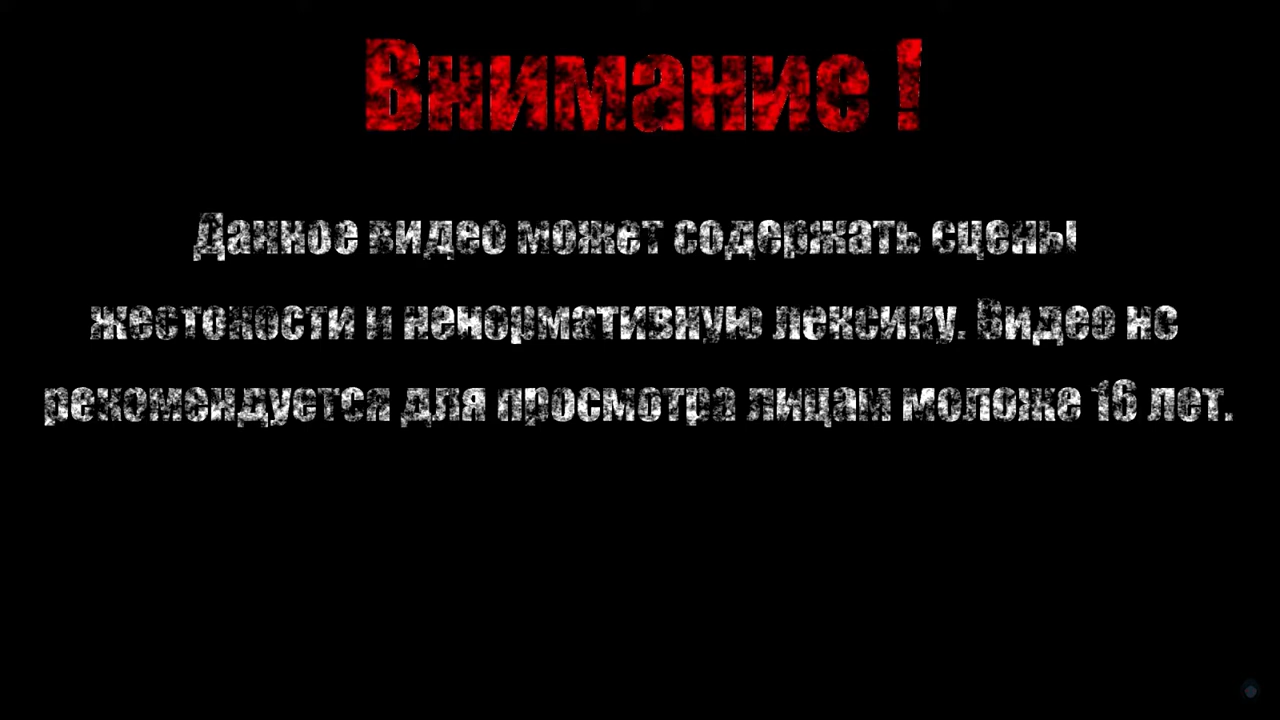 Внимание !
Данное видео может содержать сцены
жестокости и ненормативную лексику. Видео не
рекомендуется для просмотра лицам моложе 16 лет.